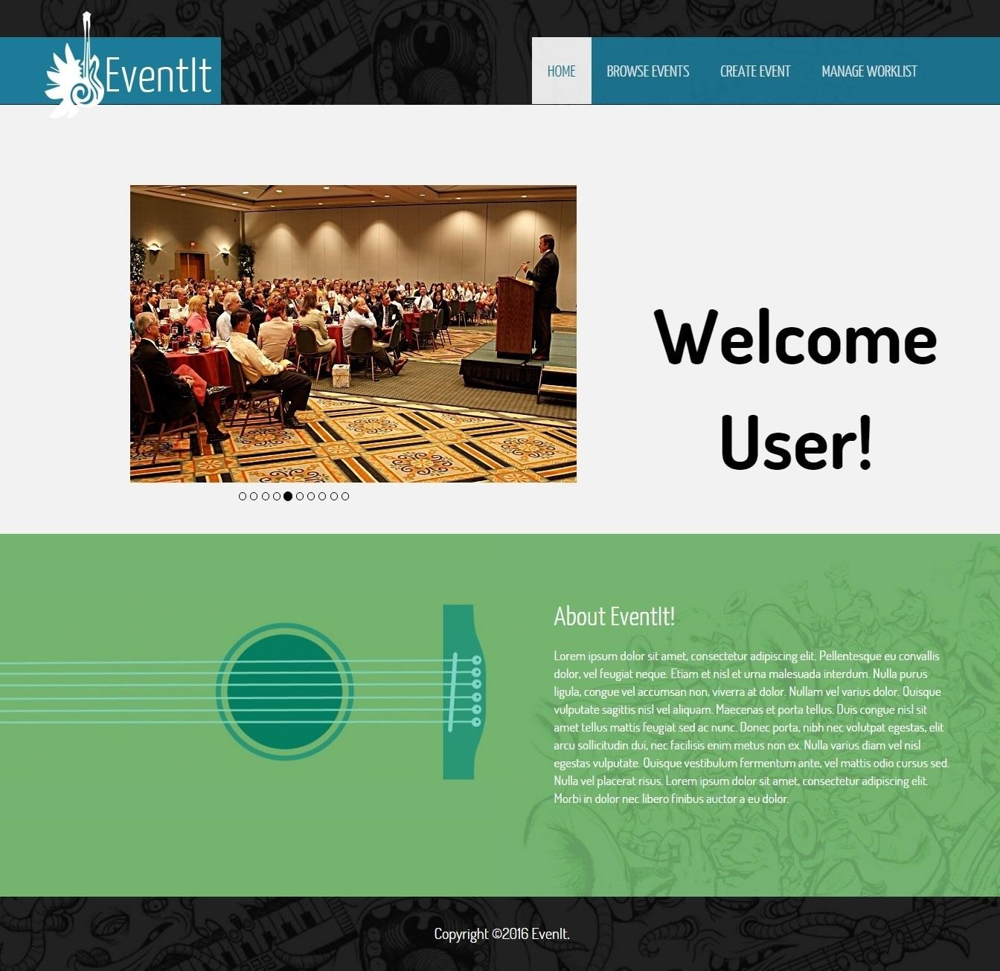 EventIt
HOME
BROWSE EVENTS
CREATE EVENT
MANAGE WORKLIST
Welcome
User!
About EventIt!
Lorem ipsum dolor sit amet, consectetur adipiscing elit. Pellentesque eu convallis
dolor, vel feugiat neque. Etiam et nisl et urna malesuada interdum. Nulla purus
ligula, congue vel accumsan non, viverra at dolor. Nullam vel varius dolor. Quisque
vulputate sagittis nisl vel aliquam. Maecenas et porta tellus. Duis congue nisl sit
amet tellus mattis feugiat sed ac nunc. Donec porta, nibh nec volutpat egestas, elit
arcu sollicitudin dui, nec facilisis enim metus non ex. Nulla varius diam vel nisl
egestas vulputate. Quisque vestibulum fermentum ante, vel mattis odio cursus sed.
Nulla vel placerat risus. Lorem ipsum dolor sit amet, consectetur adipiscing elit.
Morbi in dolor nec libero finibus auctor a eu dolor.
Copyright ©2016 EvenIt.